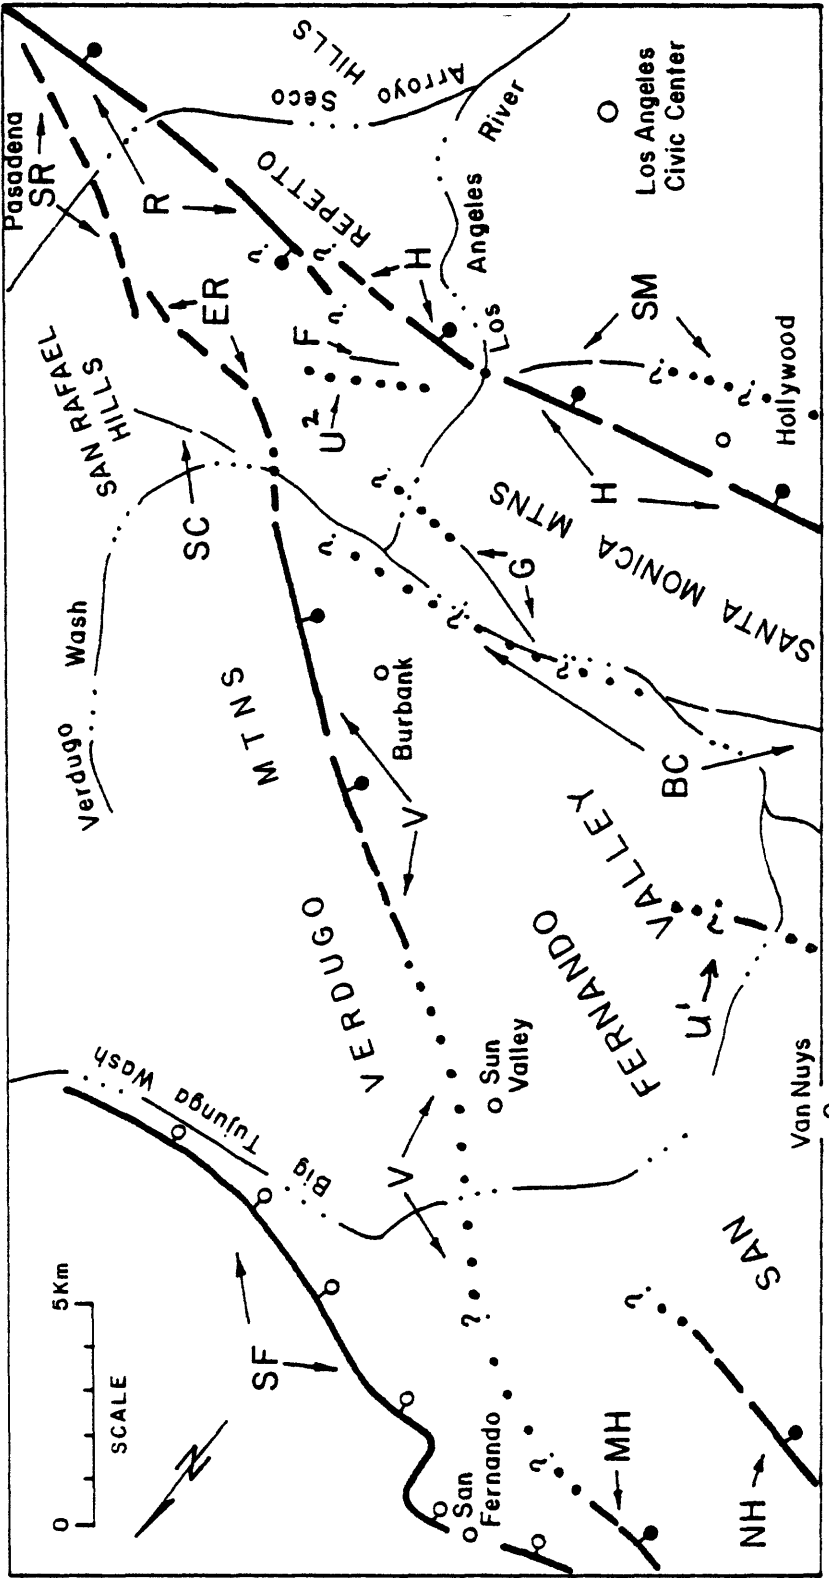 Pasadena
SR
R
HILLS
Arroyo
Seco
River
Los Angeles
Civic Center
REPETTO
?
?
?
H
Angeles
Los
ER
SAN RAFAEL
HILLS
F
U²
SM
?
?
Hollywood
SC
?
?
G
H
SANTA MONICA MTNS
?
?
Verdugo Wash
MTNS
Burbank
BC
V
VERDUGO
VALLEY
?
U'
FERNANDO
Sun
Valley
Van Nuys
Big Tujunga Wash
V
SAN
?
?
?
SF
0 5 Km
SCALE
N
San
Fernando
MH
NH